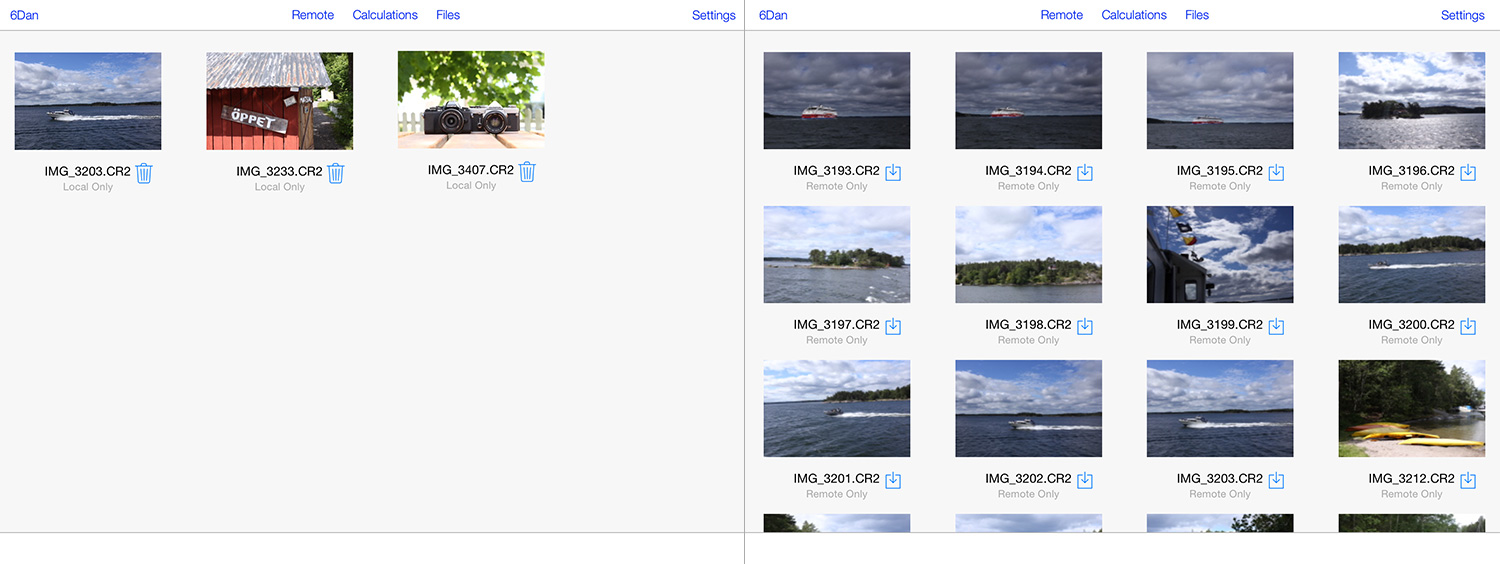 6Dan
Remote
Calculations
Files
Settings
ÖPPET
IMG_3203.CR2
Local Only
IMG_3233.CR2
Local Only
IMG_3407.CR2
Local Only
6Dan
Remote
Calculations
Files
Settings
IMG_3193.CR2
Remote Only
IMG_3194.CR2
Remote Only
IMG_3195.CR2
Remote Only
IMG_3196.CR2
Remote Only
IMG_3197.CR2
Remote Only
IMG_3198.CR2
Remote Only
IMG_3199.CR2
Remote Only
IMG_3200.CR2
Remote Only
IMG_3201.CR2
Remote Only
IMG_3202.CR2
Remote Only
IMG_3203.CR2
Remote Only
IMG_3212.CR2
Remote Only